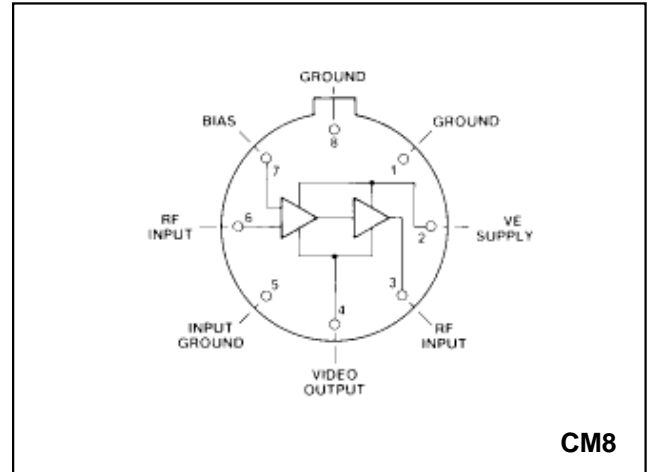 GROUND
BIAS
GROUND
8
7
1
RF
INPUT
6
2
VE
SUPPLY
5
4
3
INPUT
GROUND
RF
INPUT
VIDEO
OUTPUT
CM8